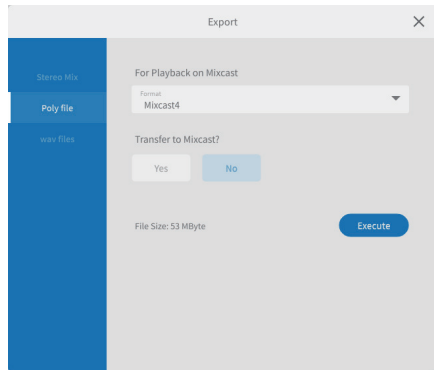 Export
Stereo Mix
Poly file
wav files
For Playback on Mixcast
Format
Mixcast4
Transfer to Mixcast?
Yes
No
File Size: 53 MByte
Execute